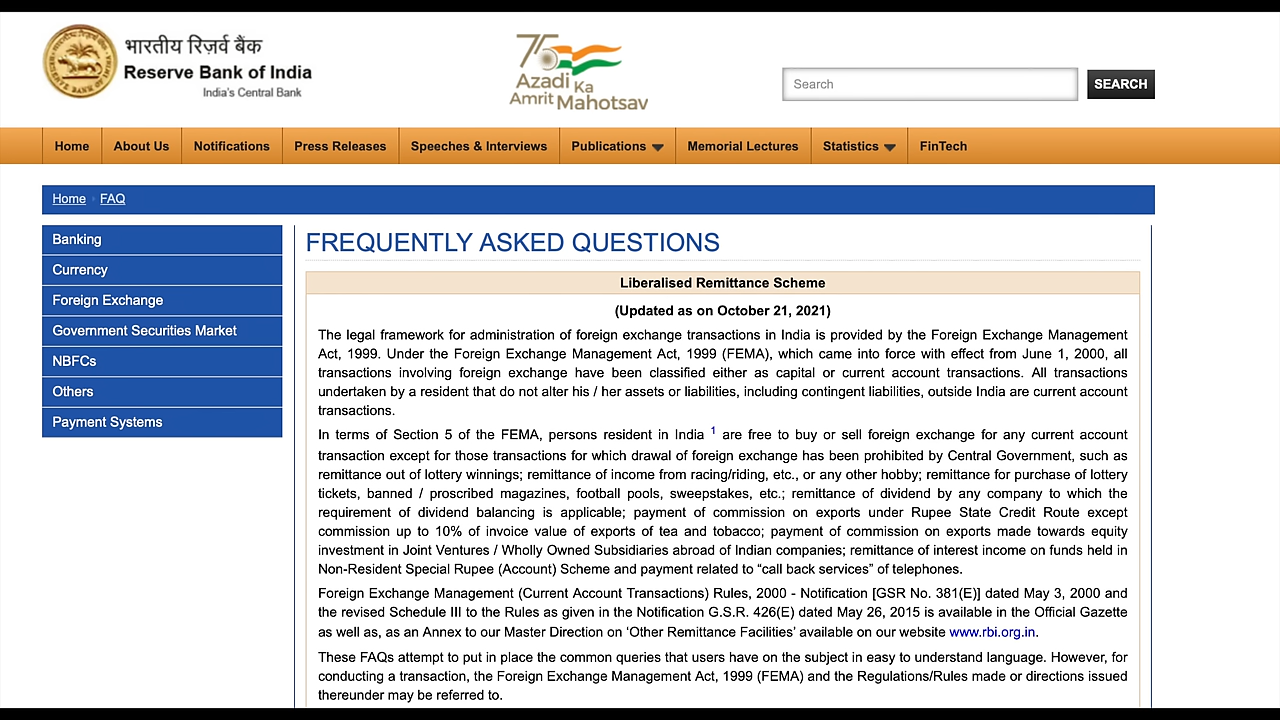 भारतीय रिज़र्व बैंक
Reserve Bank of India
India's Central Bank
75
Azadi Ka
Amrit Mahotsav
Search
SEARCH
Home
About Us
Notifications
Press Releases
Speeches & Interviews
Publications
Memorial Lectures
Statistics
FinTech
Home FAQ
Banking
Currency
Foreign Exchange
Government Securities Market
NBFCs
Others
Payment Systems
FREQUENTLY ASKED QUESTIONS
Liberalised Remittance Scheme
(Updated as on October 21, 2021)
The legal framework for administration of foreign exchange transactions in India is provided by the Foreign Exchange Management
Act, 1999. Under the Foreign Exchange Management Act, 1999 (FEMA), which came into force with effect from June 1, 2000, all
transactions involving foreign exchange have been classified either as capital or current account transactions. All transactions
undertaken by a resident that do not alter his / her assets or liabilities, including contingent liabilities, outside India are current account
transactions.
In terms of Section 5 of the FEMA, persons resident in India 1 are free to buy or sell foreign exchange for any current account
transaction except for those transactions for which drawal of foreign exchange has been prohibited by Central Government, such as
remittance out of lottery winnings; remittance of income from racing/riding, etc., or any other hobby; remittance for purchase of lottery
tickets, banned / proscribed magazines, football pools, sweepstakes, etc.; remittance of dividend by any company to which the
requirement of dividend balancing is applicable; payment of commission on exports under Rupee State Credit Route except
commission up to 10% of invoice value of exports of tea and tobacco; payment of commission on exports made towards equity
investment in Joint Ventures / Wholly Owned Subsidiaries abroad of Indian companies; remittance of interest income on funds held in
Non-Resident Special Rupee (Account) Scheme and payment related to “call back services” of telephones.
Foreign Exchange Management (Current Account Transactions) Rules, 2000 - Notification [GSR No. 381(E)] dated May 3, 2000 and
the revised Schedule III to the Rules as given in the Notification G.S.R. 426(E) dated May 26, 2015 is available in the Official Gazette
as well as, as an Annex to our Master Direction on ‘Other Remittance Facilities’ available on our website www.rbi.org.in.
These FAQs attempt to put in place the common queries that users have on the subject in easy to understand language. However, for
conducting a transaction, the Foreign Exchange Management Act, 1999 (FEMA) and the Regulations/Rules made or directions issued
thereunder may be referred to.